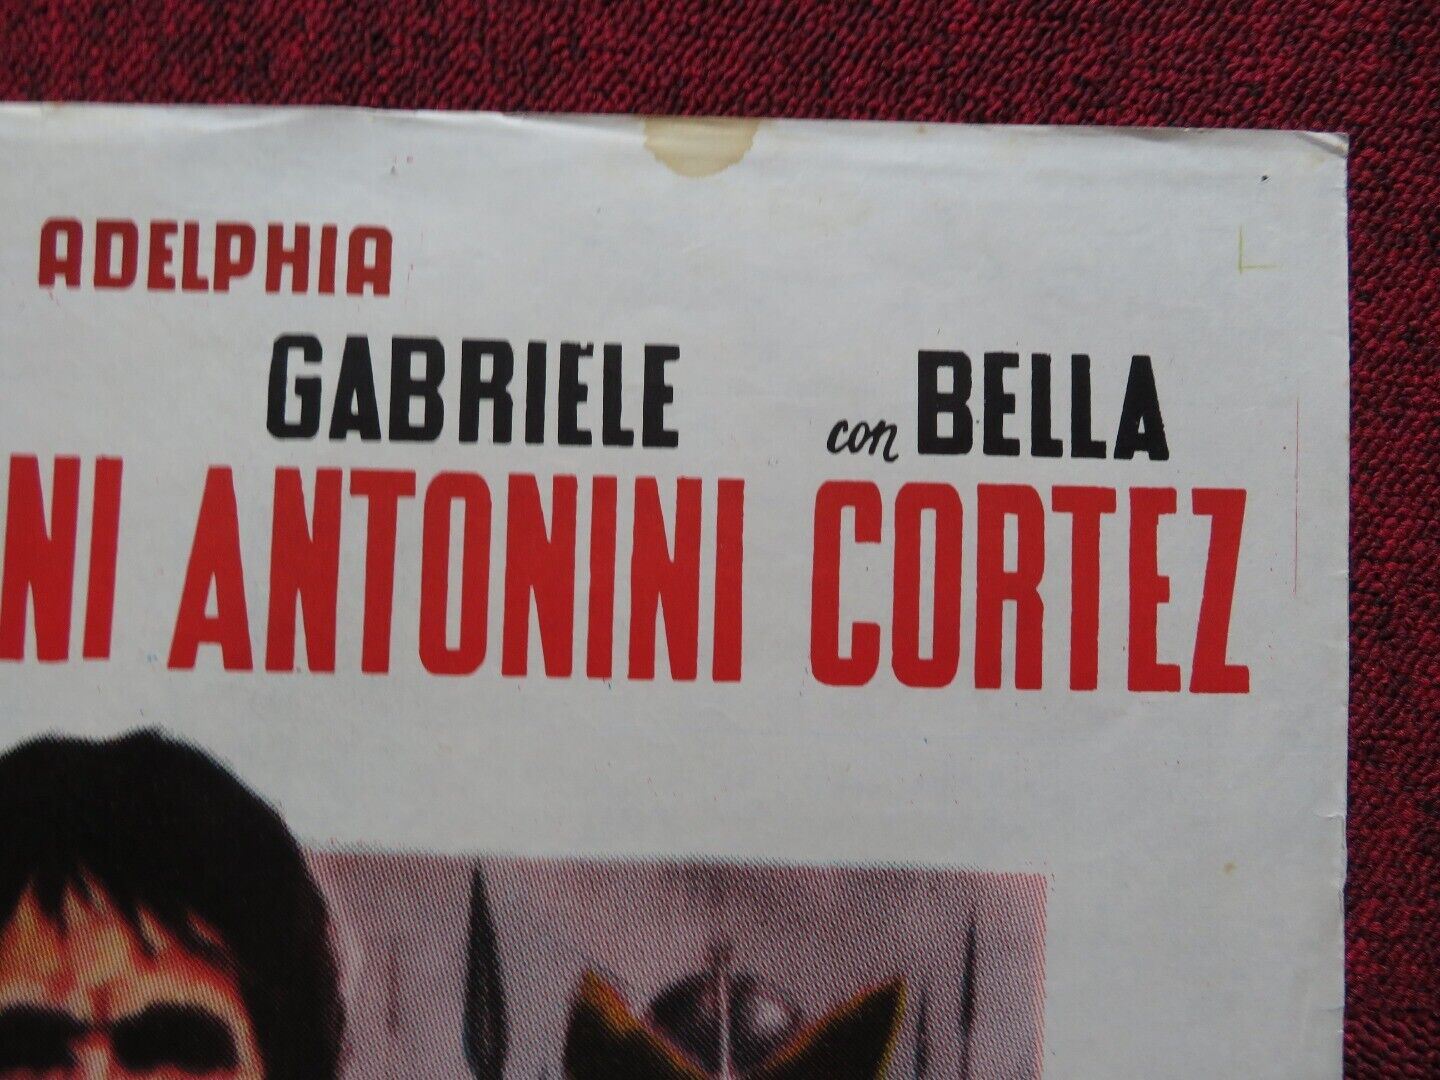 ADELPHIA
GABRIELE con BELLA
NI ANTONINI CORTEZ